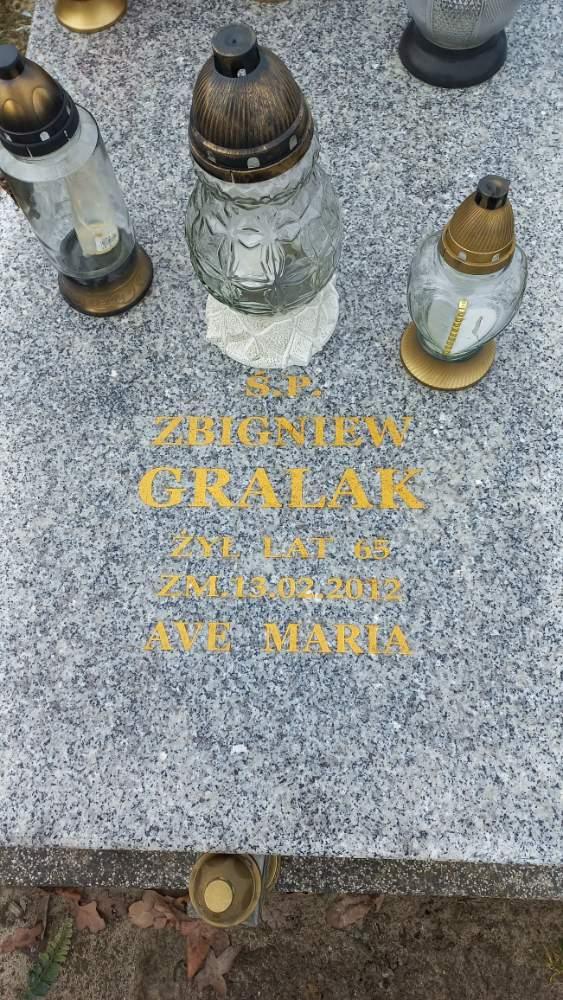 Ś.P.
ZBIGNIEW
GRALAK
ŻYŁ LAT 65
ZM.13.02.2012
AVE MARIA